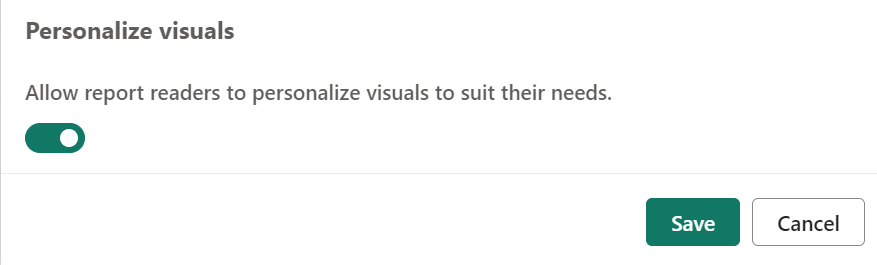 Personalize visuals
Allow report readers to personalize visuals to suit their needs.
Save Cancel